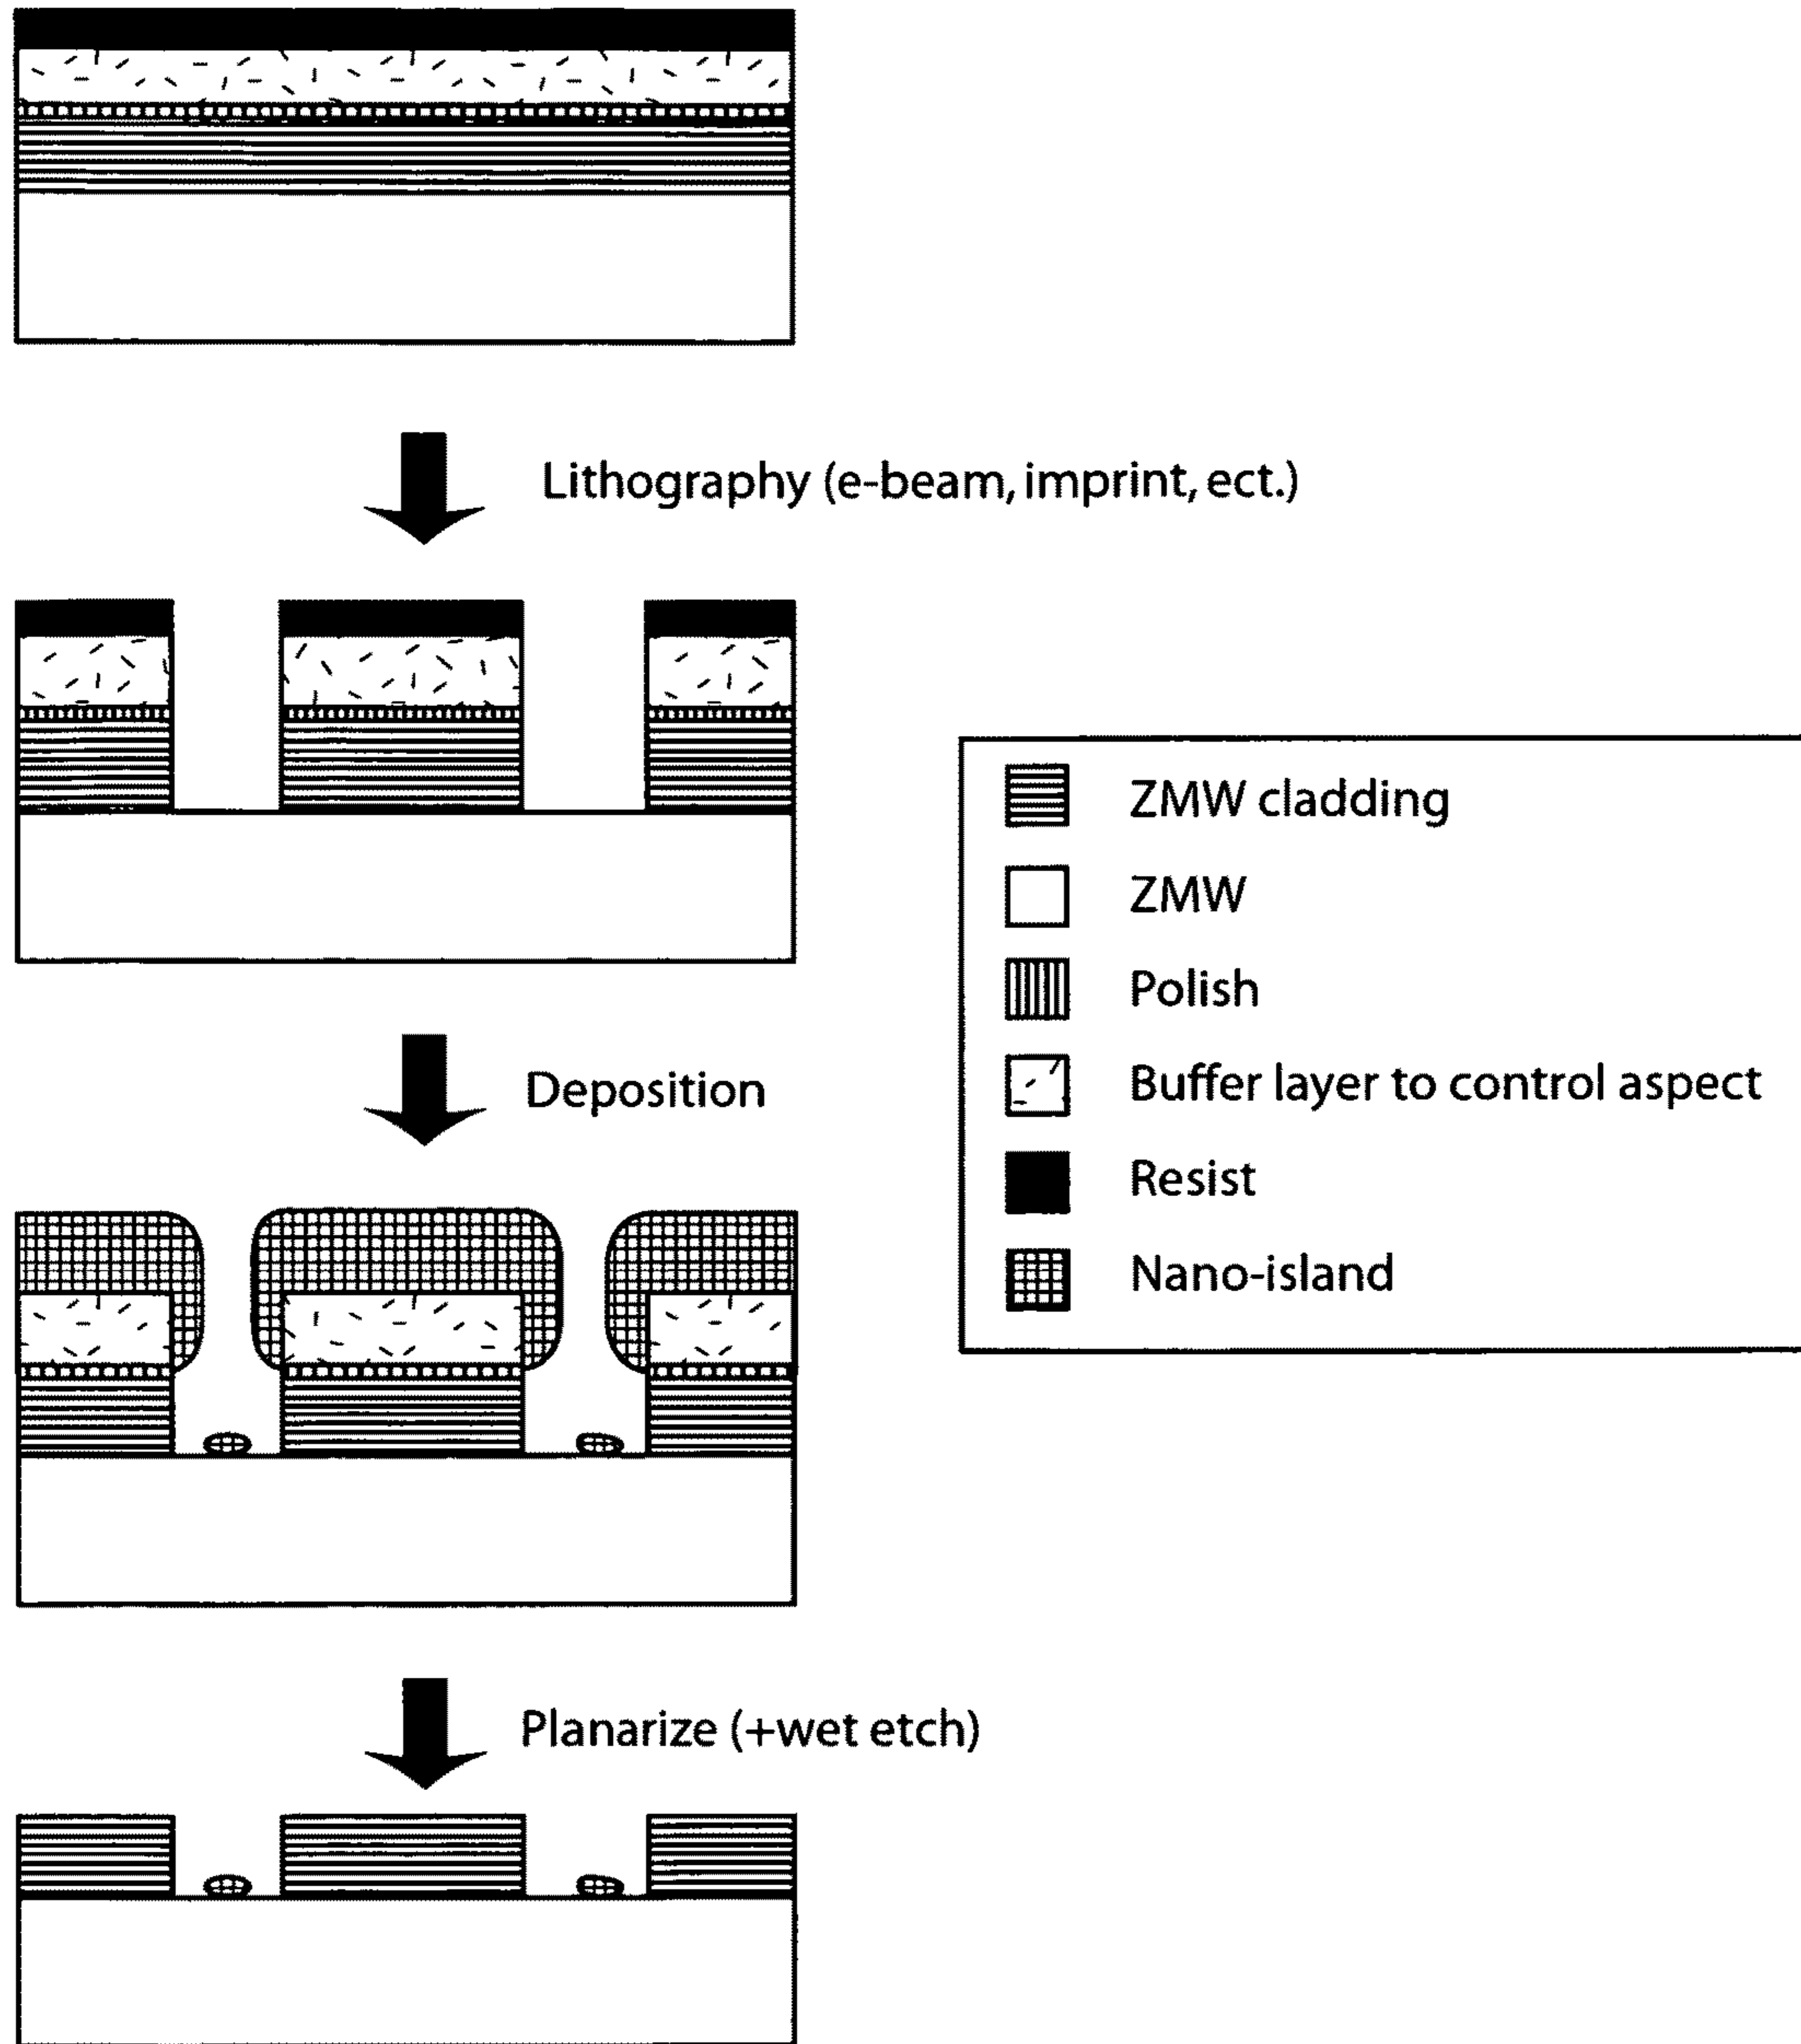 Lithography (e-beam, imprint, ect.)
Deposition
Planarize (+wet etch)
ZMW cladding
ZMW
Polish
Buffer layer to control aspect
Resist
Nano-island